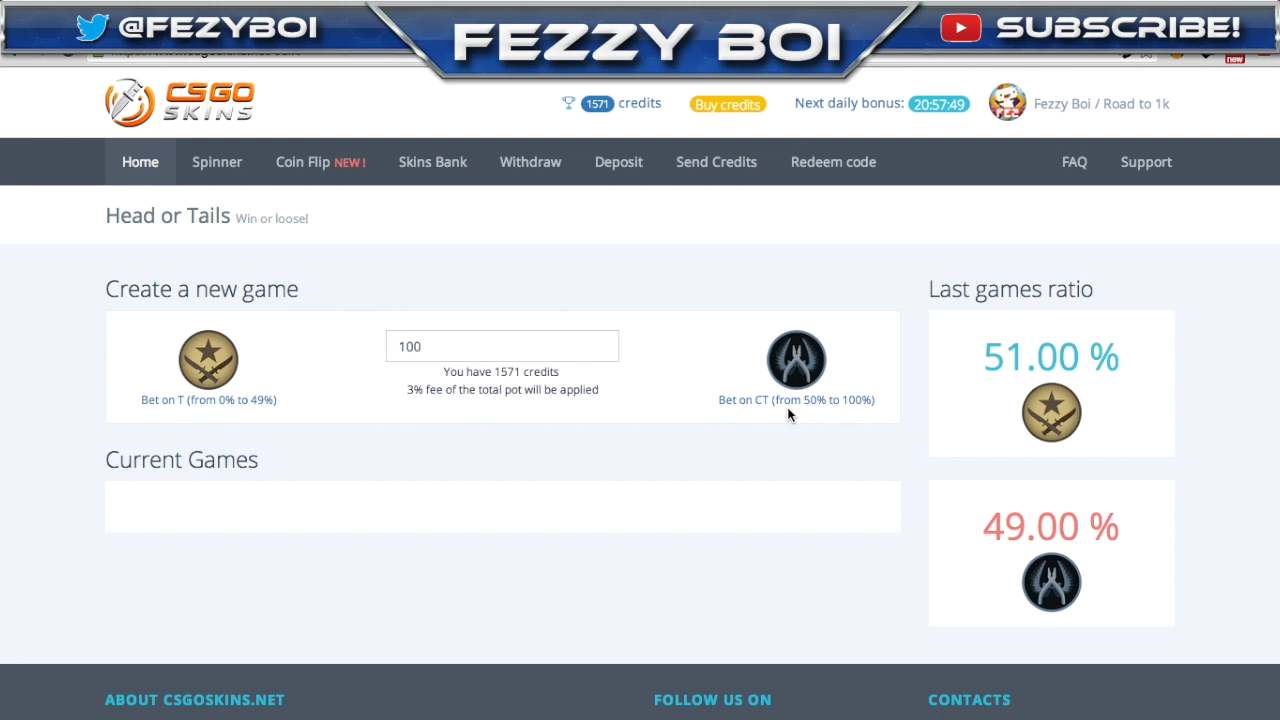 @FEZYBOI
FEZZY BOI
SUBSCRIBE!
new
CSGO
SKINS
1571 credits
Buy credits
Next daily bonus: 20:57:49
Fezzy Boi / Road to 1k
Home
Spinner
Coin Flip NEW !
Skins Bank
Withdraw
Deposit
Send Credits
Redeem code
FAQ
Support
Head or Tails Win or loose!
Create a new game
100
You have 1571 credits
3% fee of the total pot will be applied
Bet on T (from 0% to 49%)
Bet on CT (from 50% to 100%)
Current Games
Last games ratio
51.00 %
49.00 %
ABOUT CSGOSKINS.NET
FOLLOW US ON
CONTACTS